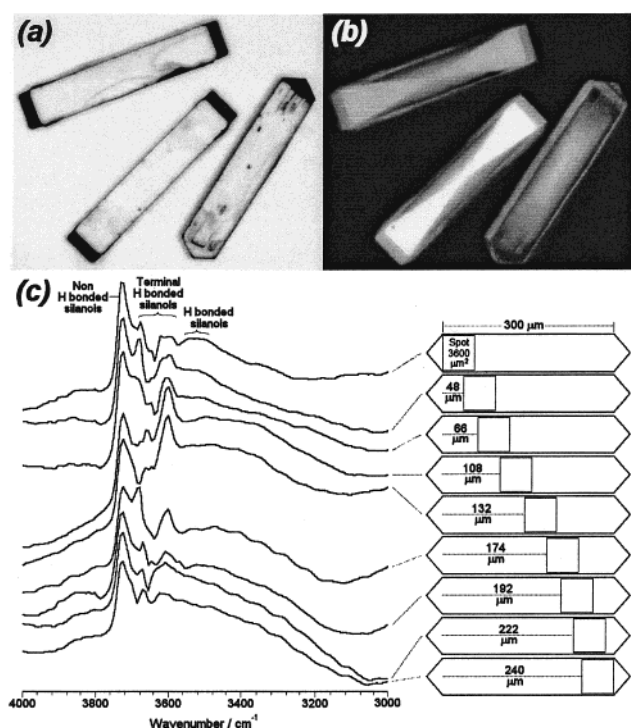 (a)
(b)
(c)
Non
H bonded
silanols
Terminal
H bonded
silanols
H bonded
silanols
300 µm
Spot
3600
µm²
48
µm
66
µm
108
µm
132
µm
174
µm
192
µm
222
µm
240
µm
4000
3800
3600
3400
3200
3000
Wavenumber / cm⁻¹